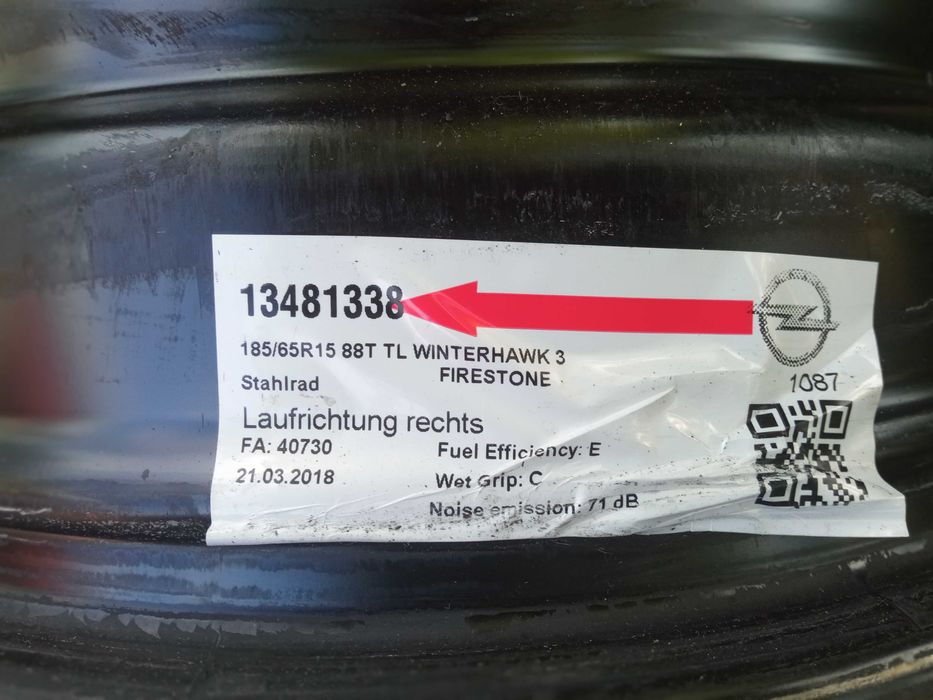 13481338
185/65R15 88T TL WINTERHAWK 3
FIRESTONE
Stahlrad
1087
Laufrichtung rechts
FA: 40730
Fuel Efficiency: E
21.03.2018
Wet Grip: C
Noise emission: 71 dB